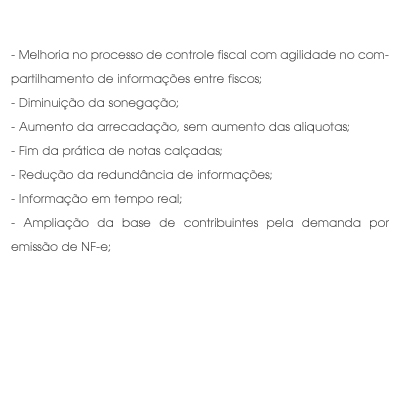 - Melhoria no processo de controle fiscal com agilidade no com-
partilhamento de informações entre fiscos;
- Diminuição da sonegação;
- Aumento da arrecadação, sem aumento das aliquotas;
- Fim da prática de notas calçadas;
- Redução da redundância de informações;
- Informação em tempo real;
- Ampliação da base de contribuintes pela demanda por
emissão de NF-e;